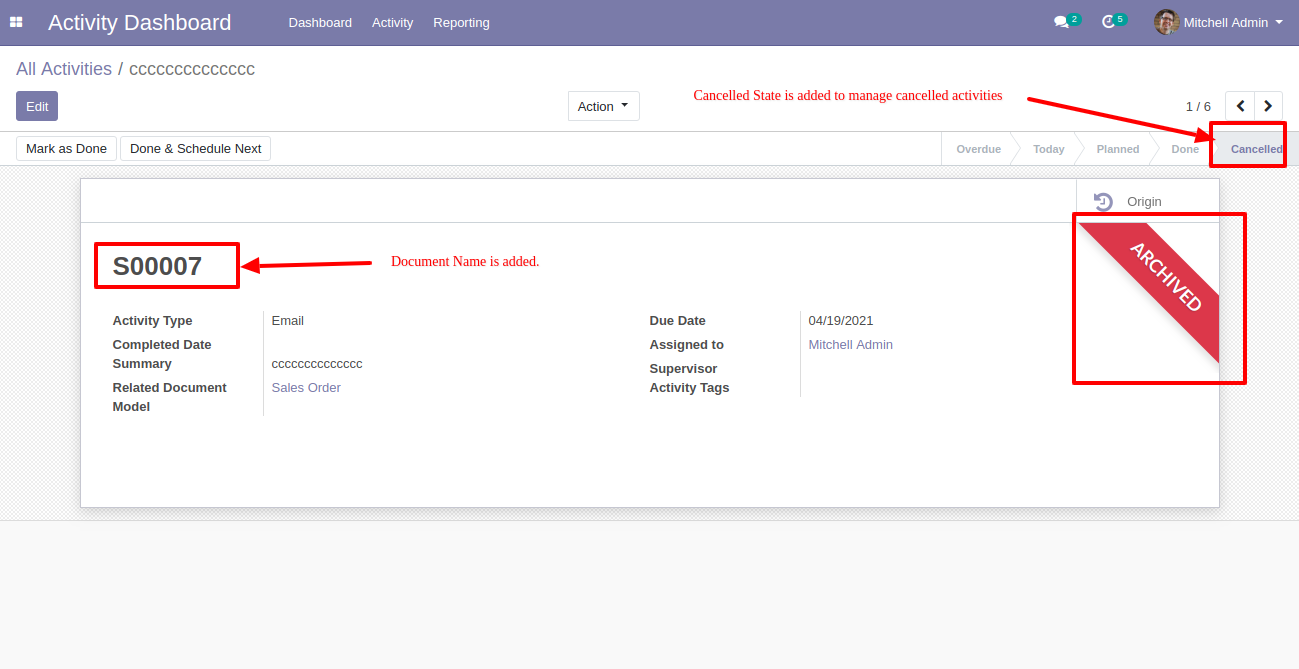 Activity Dashboard Dashboard Activity Reporting 2 5 Mitchell Admin
All Activities / cccccccccccccc
Edit Action Cancelled State is added to manage cancelled activities 1 / 6
Mark as Done Done & Schedule Next Overdue Today Planned Done Cancelled
Origin
ARCHIVED
S00007 Document Name is added.
Activity Type Email Due Date 04/19/2021
Completed Date Assigned to Mitchell Admin
Summary cccccccccccccc Supervisor
Related Document Sales Order Activity Tags
Model